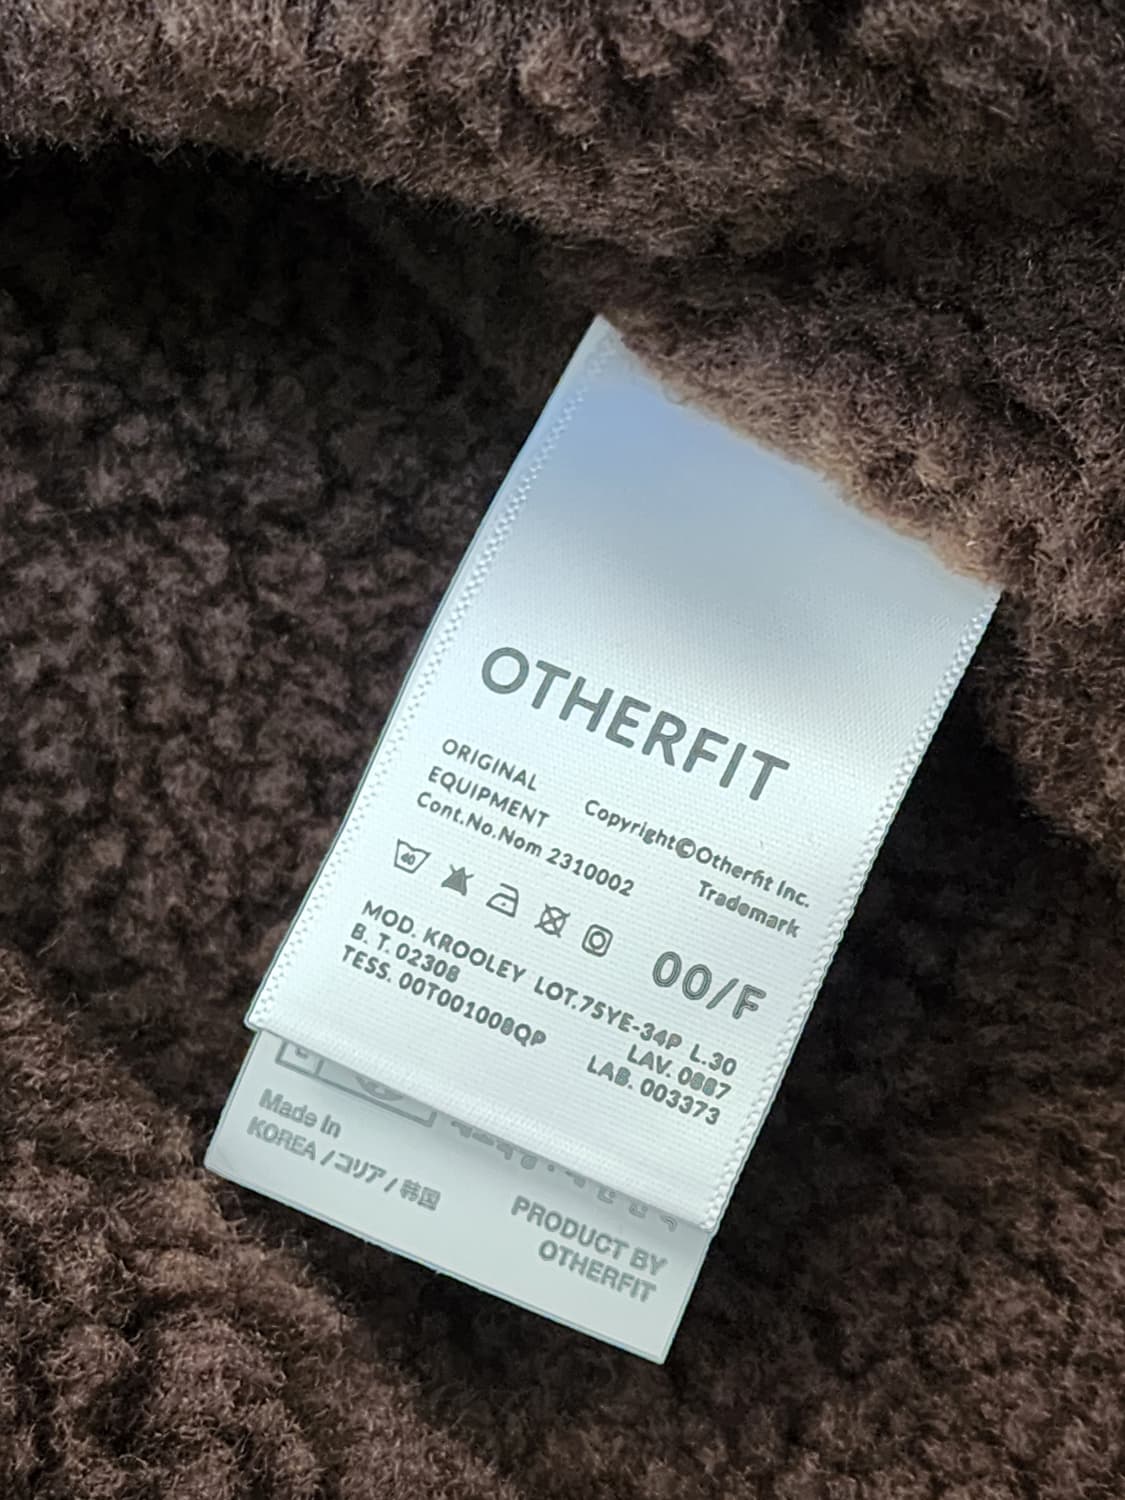 OTHERFIT
ORIGINAL
EQUIPMENT
Cont.No.Nom 2310002
Copyright©Otherfit Inc.
Trademark
40
00/F
MOD. KROOLEY LOT.75YE-34P L.30
B. T. 02308 LAV. 0887
TESS. 00T001008QP LAB. 003373
Made in
KOREA /コリア/ 韩国
PRODUCT BY
OTHERFIT